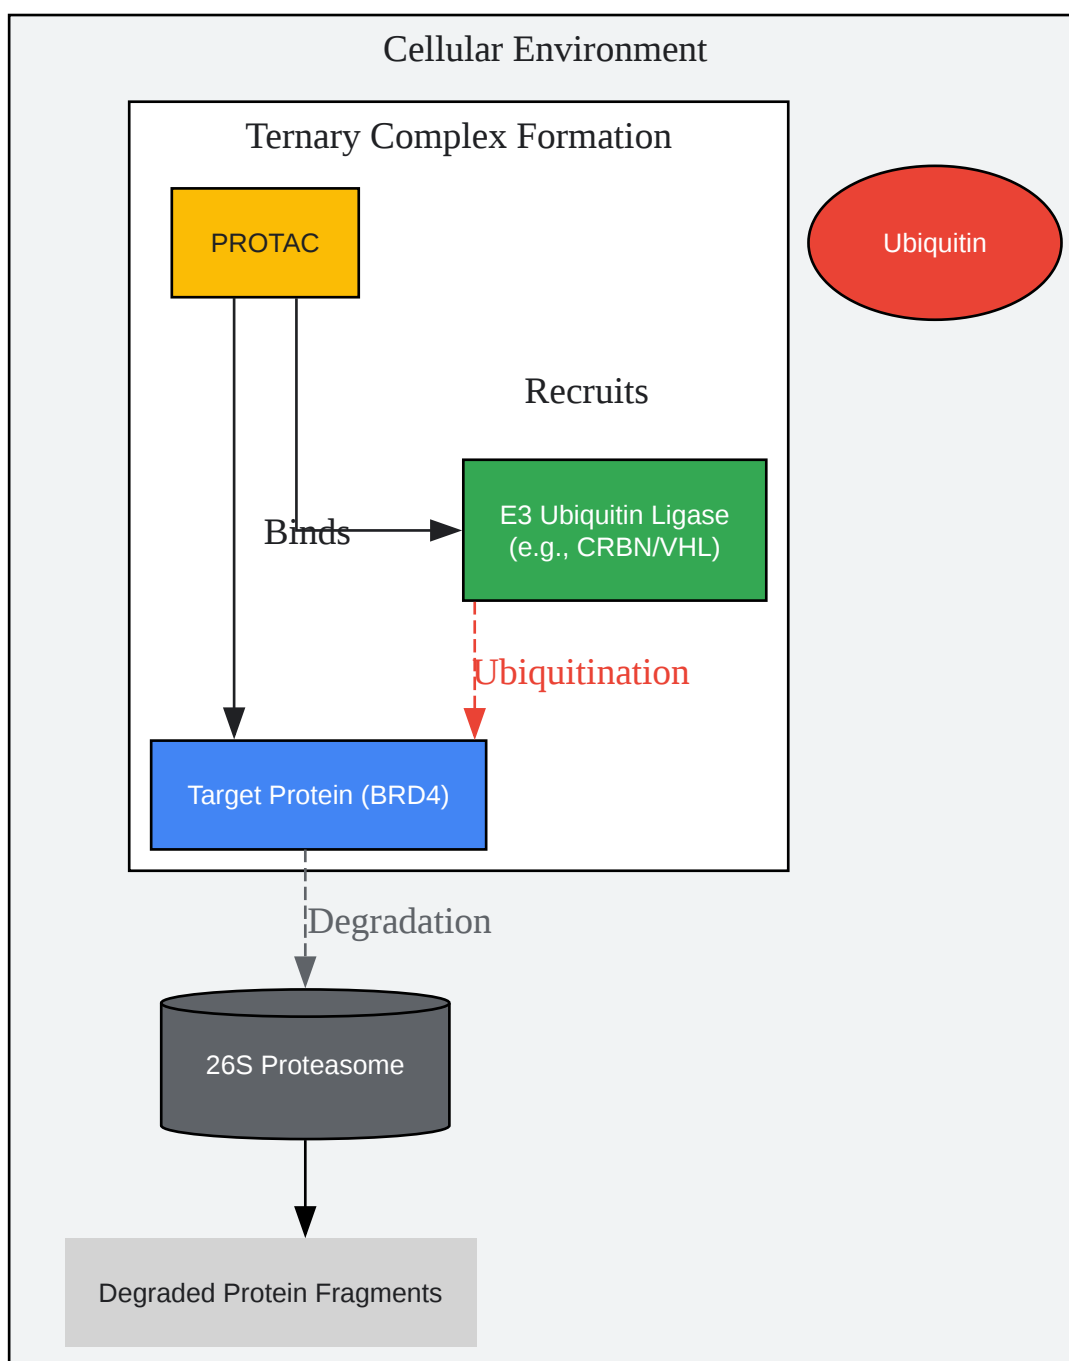 Cellular Environment
Ternary Complex Formation
PROTAC
Ubiquitin
Recruits
E3 Ubiquitin Ligase
(e.g., CRBN/VHL)
Binds
Ubiquitination
Target Protein (BRD4)
Degradation
26S Proteasome
Degraded Protein Fragments